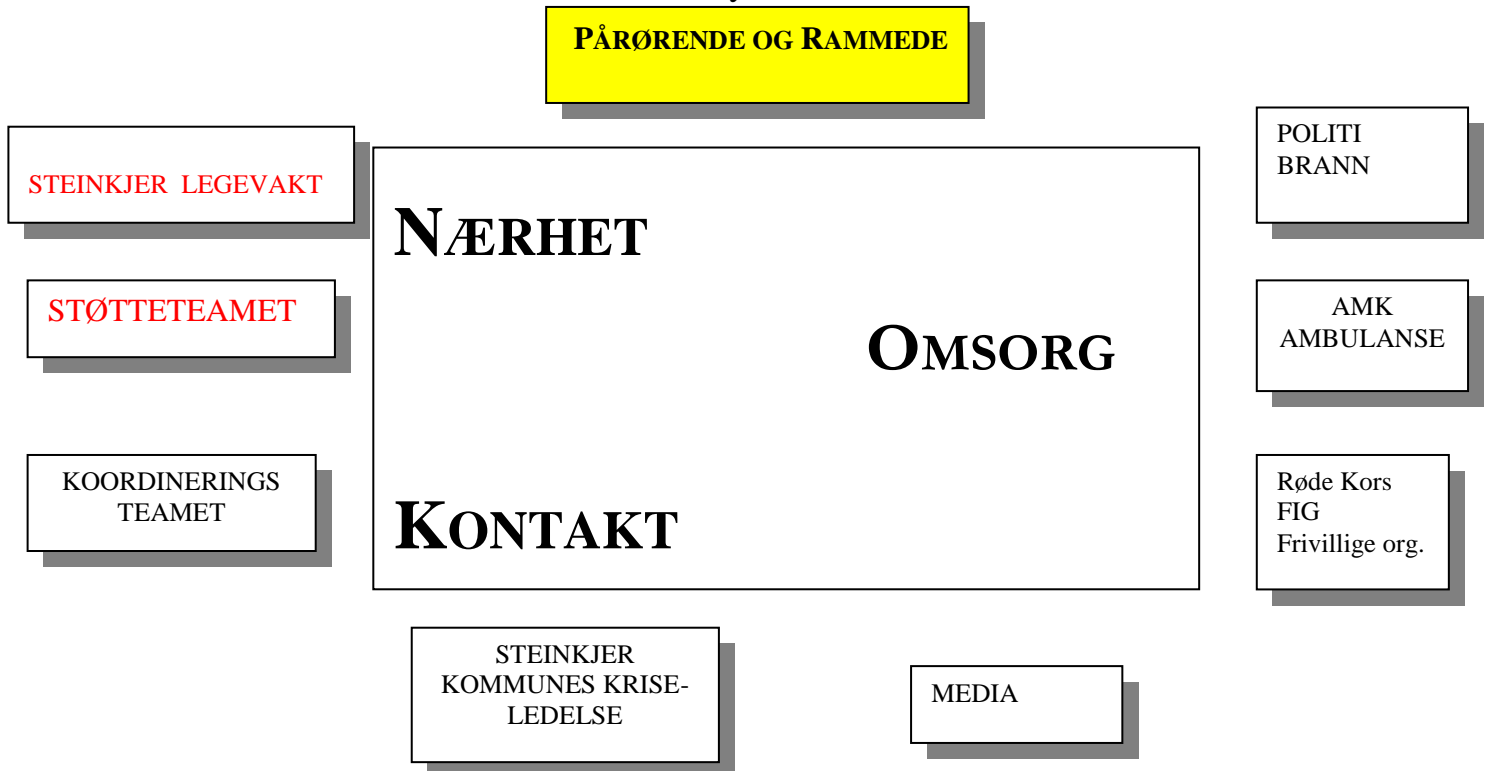 PÅRØRENDE OG RAMMEDE
STEINKJER LEGEVAKT
STØTTETEAMET
KOORDINERINGS
TEAMET
NÆRHET
OMSORG
KONTAKT
POLITI
BRANN
AMK
AMBULANSE
Røde Kors
FIG
Frivillige org.
STEINKJER
KOMMUNES KRISE-
LEDELSE
MEDIA